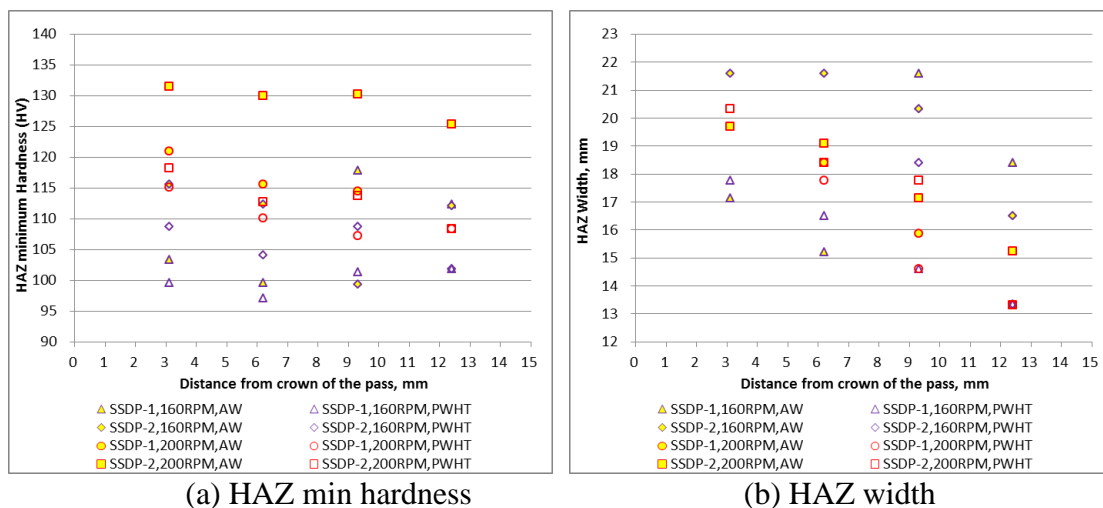 140
135
130
125
120
115
110
105
100
95
90
HAZ minimum Hardness (HV)
0 1 2 3 4 5 6 7 8 9 10 11 12 13 14 15
Distance from crown of the pass, mm
SSDP-1,160RPM,AW SSDP-1,160RPM,PWHT
SSDP-2,160RPM,AW SSDP-2,160RPM,PWHT
SSDP-1,200RPM,AW SSDP-1,200RPM,PWHT
SSDP-2,200RPM,AW SSDP-2,200RPM,PWHT
(a) HAZ min hardness
23
22
21
20
19
18
17
16
15
14
13
12
HAZ Width, mm
0 1 2 3 4 5 6 7 8 9 10 11 12 13 14 15
Distance from crown of the pass, mm
SSDP-1,160RPM,AW SSDP-1,160RPM,PWHT
SSDP-2,160RPM,AW SSDP-2,160RPM,PWHT
SSDP-1,200RPM,AW SSDP-1,200RPM,PWHT
SSDP-2,200RPM,AW SSDP-2,200RPM,PWHT
(b) HAZ width